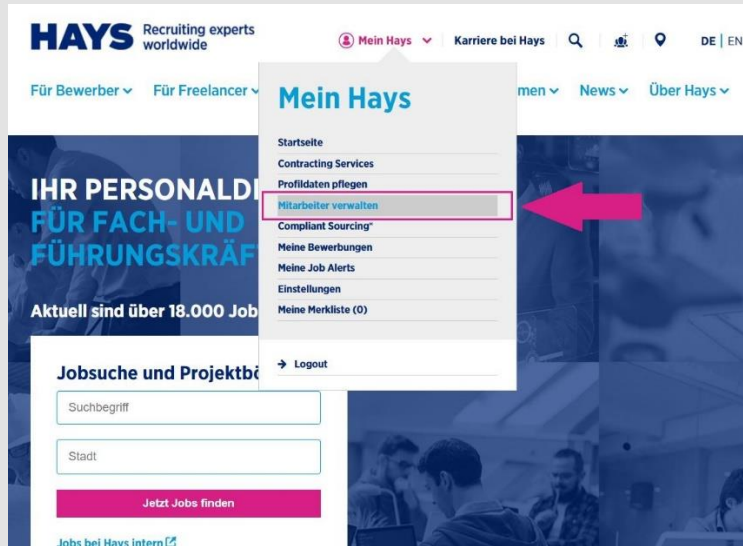 HAYS Recruiting experts worldwide
Mein Hays Karriere bei Hays DE | EN
Für Bewerber Für Freelancer men News Über Hays
Mein Hays
Startseite
Contracting Services
Profildaten pflegen
Mitarbeiter verwalten
Compliant Sourcing+
Meine Bewerbungen
Meine Job Alerts
Einstellungen
Meine Merkliste (0)
→ Logout
IHR PERSONALDI
FÜR FACH- UND
FÜHRUNGSKRÄF
Aktuell sind über 18.000 Job
Jobsuche und Projektbö
Suchbegriff
Stadt
Jetzt Jobs finden
Jobs bei Hays intern